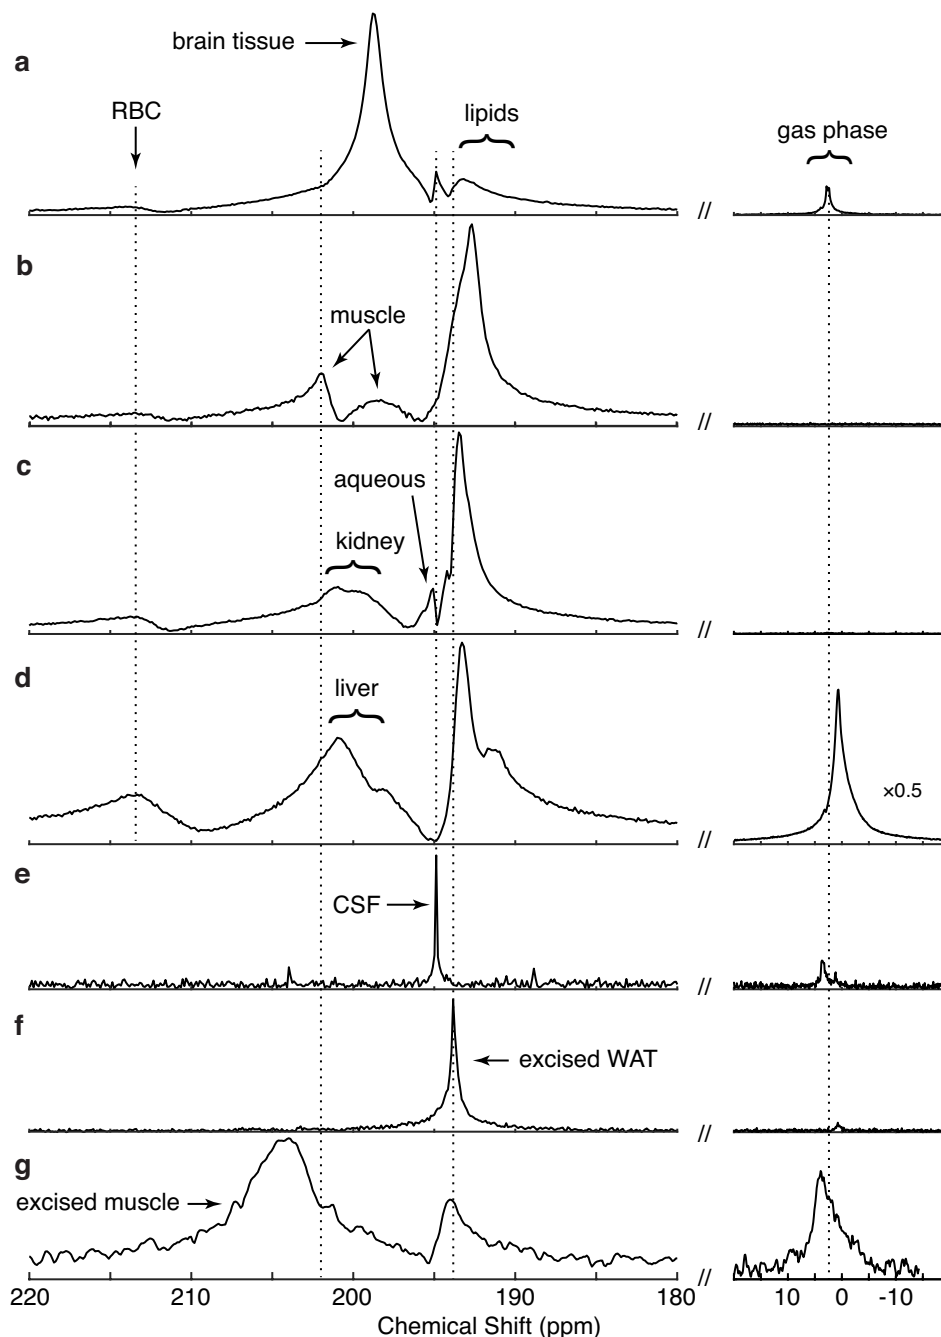 brain tissue
a
RBC
lipids
gas phase
//
b
muscle
//
c
aqueous
kidney
//
d
liver
×0.5
//
e
CSF
//
f
excised WAT
//
g
excised muscle
//
220 210 200 190 180 10 0 -10
Chemical Shift (ppm)